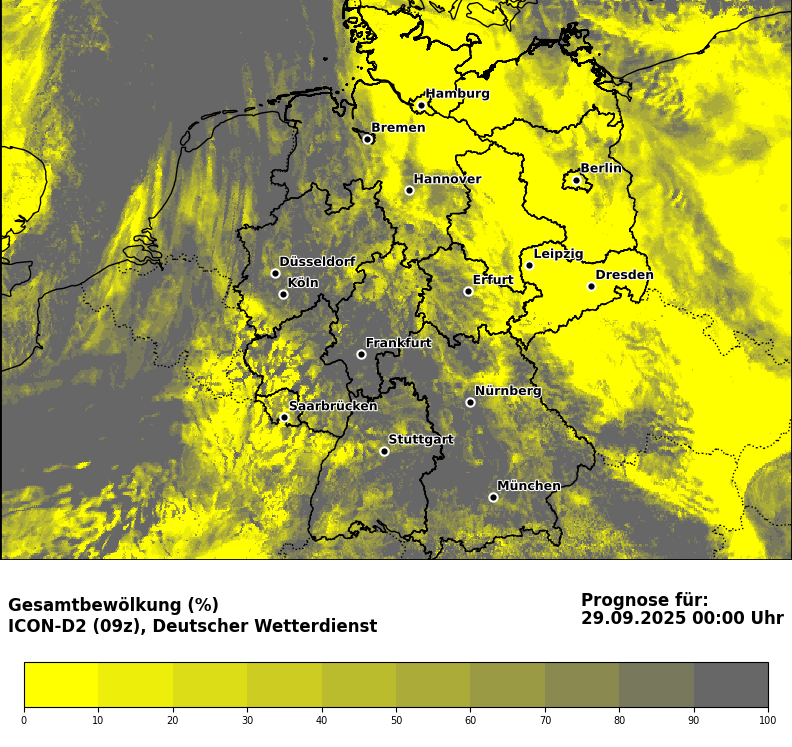 Hamburg
Bremen
Berlin
Hannover
Leipzig
Düsseldorf
Dresden
Köln
Erfurt
Frankfurt
Nürnberg
Saarbrücken
Stuttgart
München
Gesamtbewölkung (%)
ICON-D2 (09z), Deutscher Wetterdienst
Prognose für:
29.09.2025 00:00 Uhr
0 10 20 30 40 50 60 70 80 90 100